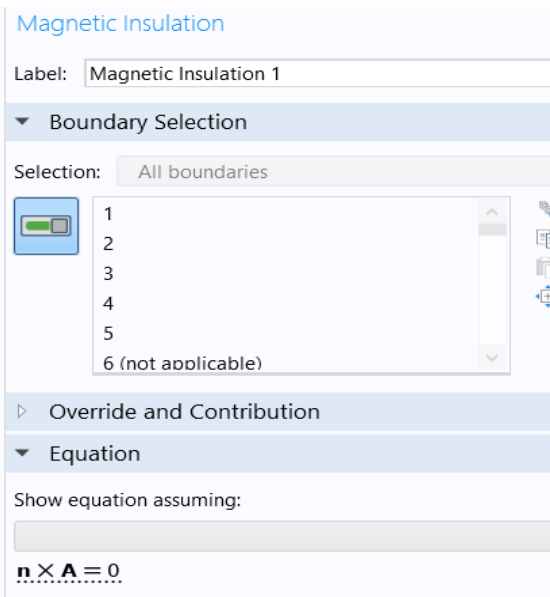 Magnetic Insulation
Label: Magnetic Insulation 1
Boundary Selection
Selection: All boundaries
1
2
3
4
5
6 (not applicable)
Override and Contribution
Equation
Show equation assuming:
n × A = 0